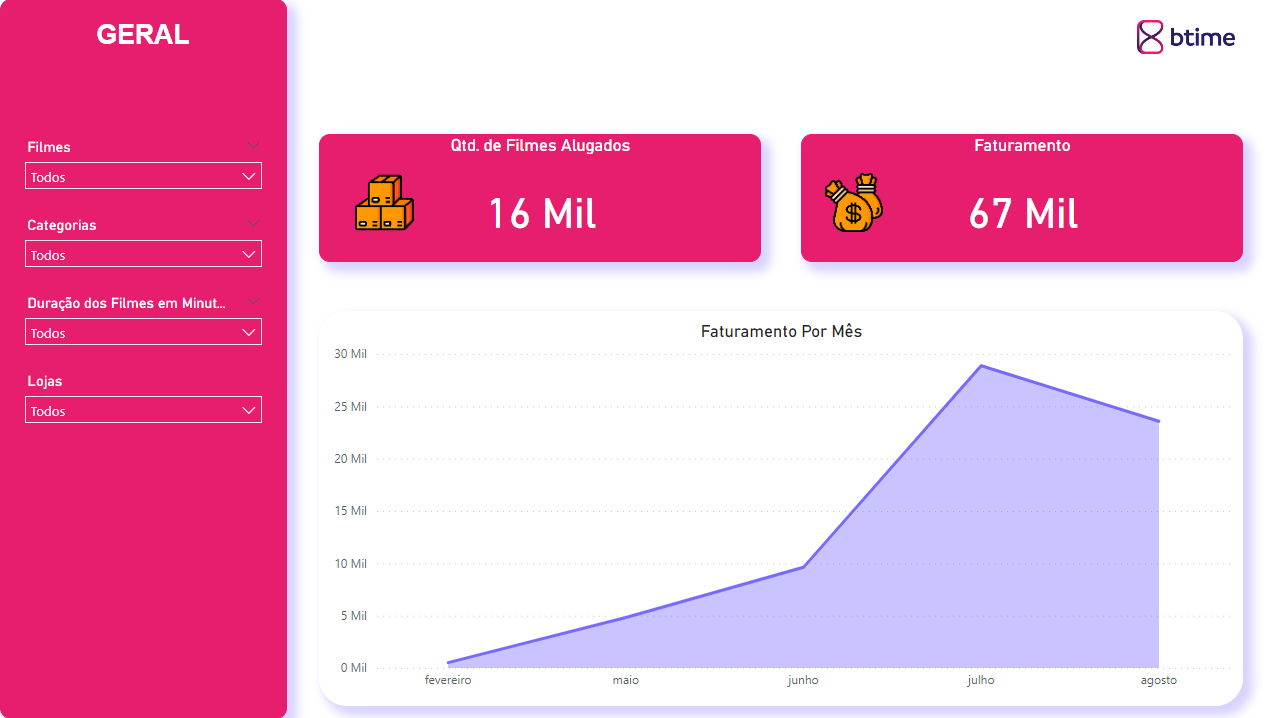 GERAL
btime
Filmes
Todos
Categorias
Todos
Duração dos Filmes em Minut...
Todos
Lojas
Todos
Qtd. de Filmes Alugados
16 Mil
Faturamento
$
67 Mil
Faturamento Por Mês
30 Mil
25 Mil
20 Mil
15 Mil
10 Mil
5 Mil
0 Mil
fevereiro maio junho julho agosto